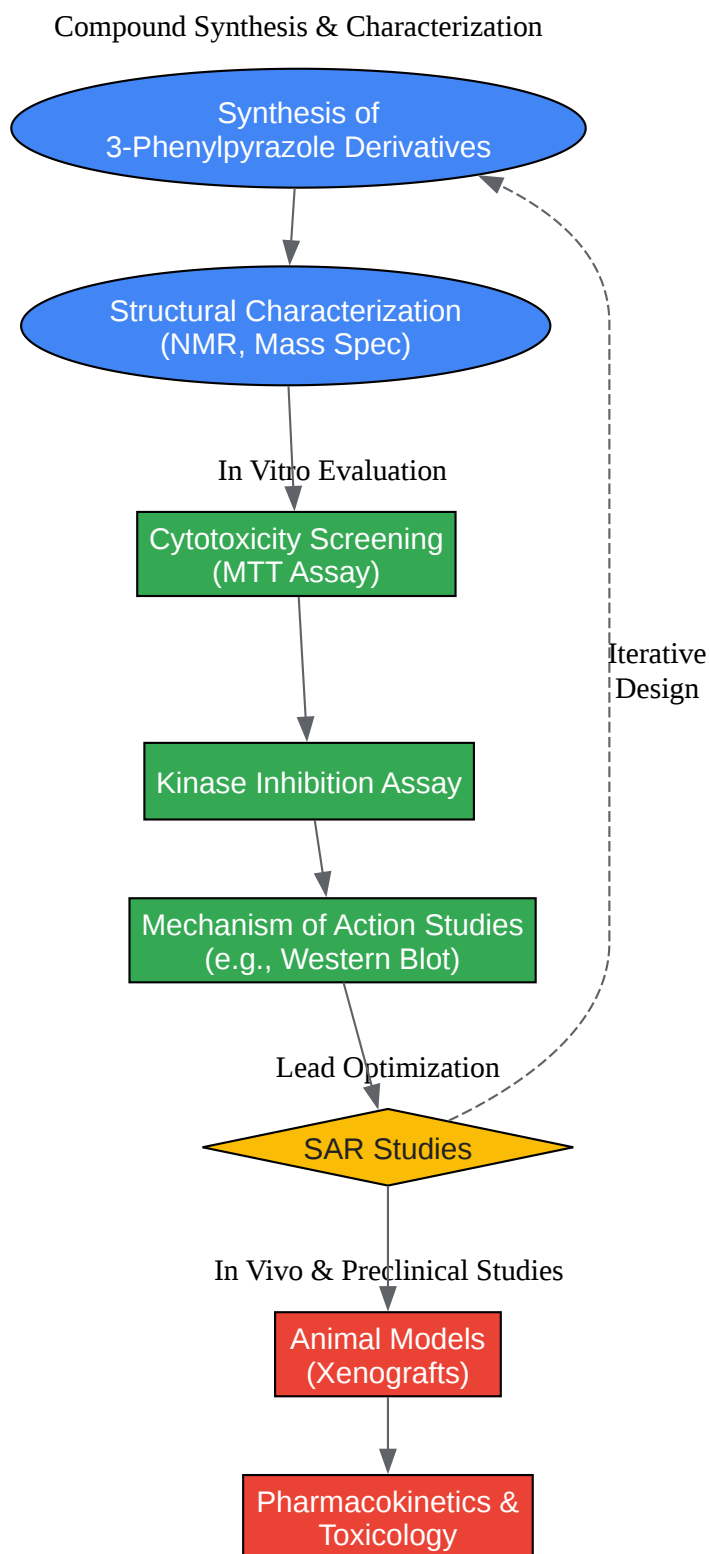 Compound Synthesis & Characterization
Synthesis of
3-Phenylpyrazole Derivatives
Structural Characterization
(NMR, Mass Spec)
In Vitro Evaluation
Cytotoxicity Screening
(MTT Assay)
Iterative
Design
Kinase Inhibition Assay
Mechanism of Action Studies
(e.g., Western Blot)
Lead Optimization
SAR Studies
In Vivo & Preclinical Studies
Animal Models
(Xenografts)
Pharmacokinetics &
Toxicology